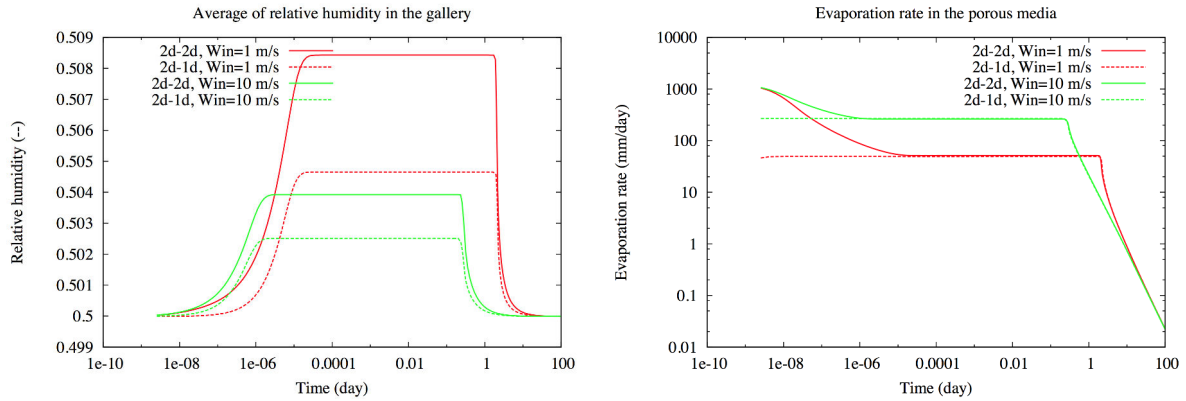 Average of relative humidity in the gallery
0.509
0.508
0.507
0.506
0.505
0.504
0.503
0.502
0.501
0.5
0.499
Relative humidity (--)
2d-2d, Win=1 m/s
2d-1d, Win=1 m/s
2d-2d, Win=10 m/s
2d-1d, Win=10 m/s
1e-10 1e-08 1e-06 0.0001 0.01 1 100
Time (day)
Evaporation rate in the porous media
10000
1000
100
10
1
0.1
0.01
Evaporation rate (mm/day)
2d-2d, Win=1 m/s
2d-1d, Win=1 m/s
2d-2d, Win=10 m/s
2d-1d, Win=10 m/s
1e-10 1e-08 1e-06 0.0001 0.01 1 100
Time (day)